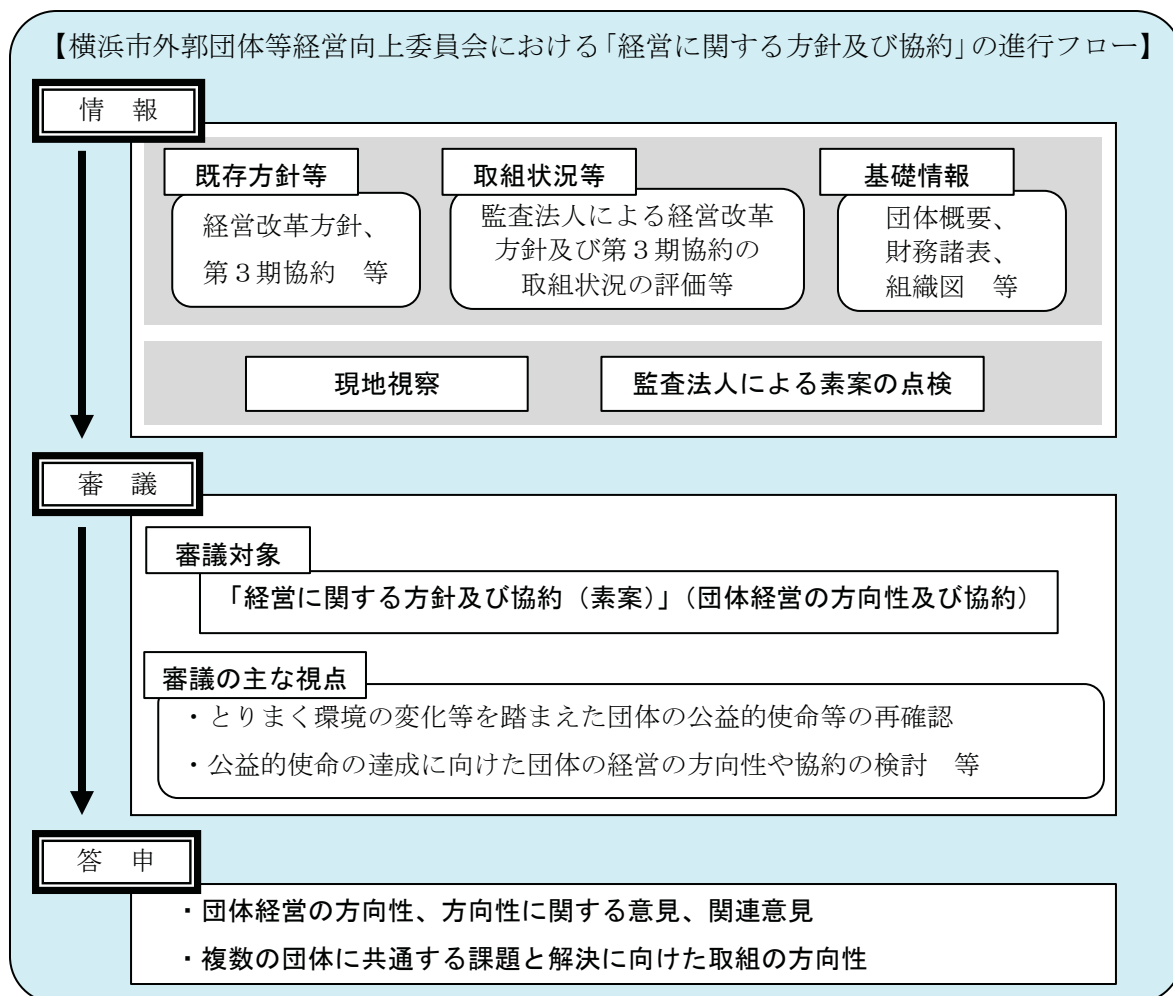 【横浜市外郭団体等経営向上委員会における「経営に関する方針及び協約」の進行フロー】
情　報
既存方針等
経営改革方針、
第３期協約　等
取組状況等
監査法人による経営改革
方針及び第３期協約の
取組状況の評価等
基礎情報
団体概要、
財務諸表、
組織図　等
現地視察
監査法人による素案の点検
審　議
審議対象
「経営に関する方針及び協約（素案）」（団体経営の方向性及び協約）
審議の主な視点
・とりまく環境の変化等を踏まえた団体の公益的使命等の再確認
・公益的使命の達成に向けた団体の経営の方向性や協約の検討　等
答　申
・団体経営の方向性、方向性に関する意見、関連意見
・複数の団体に共通する課題と解決に向けた取組の方向性